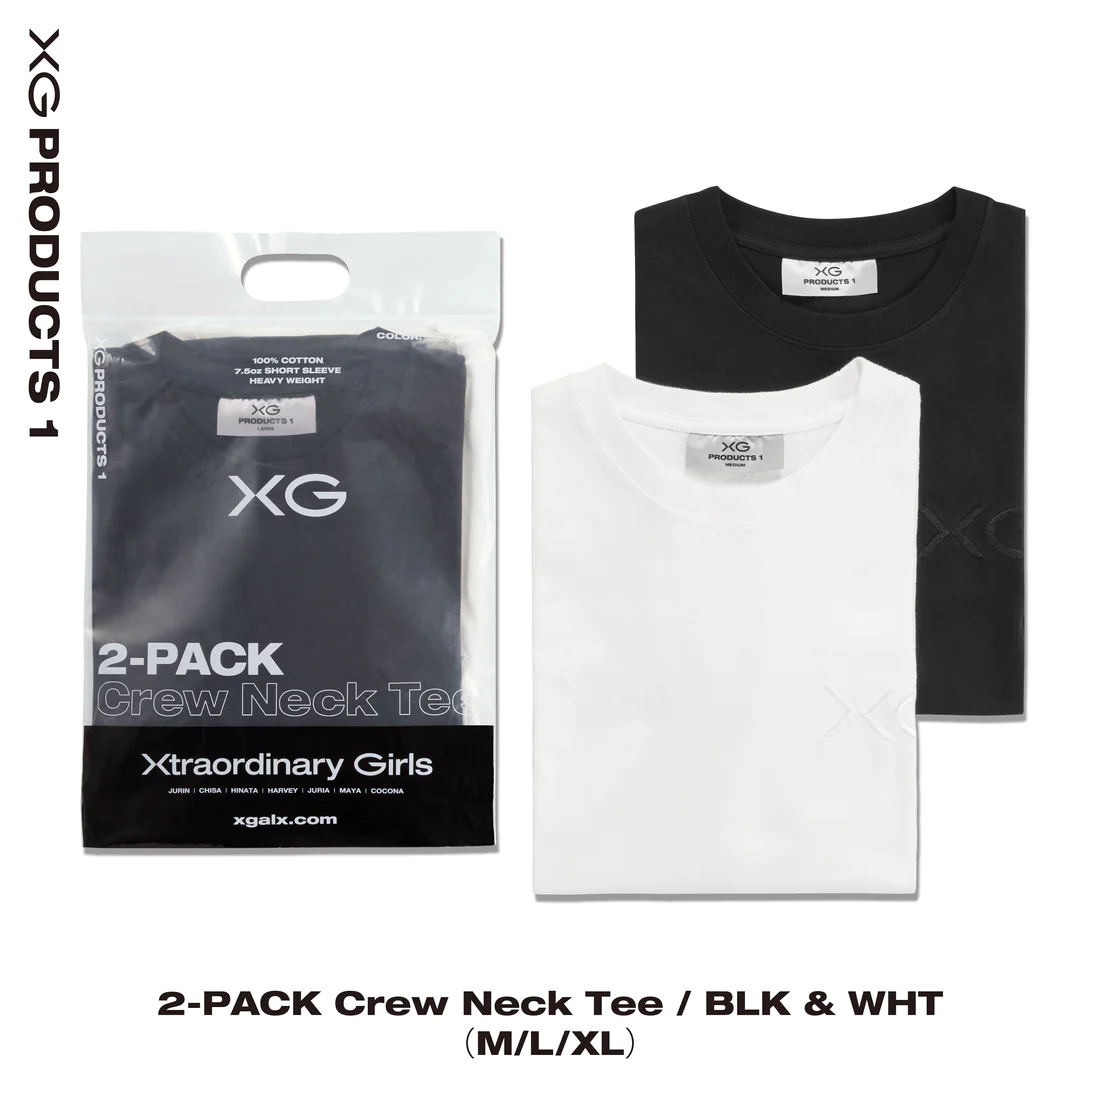 XG PRODUCTS 1
100% COTTON
7.5oz SHORT SLEEVE
HEAVY WEIGHT
XG
PRODUCTS 1
LARGE
XG PRODUCTS 1
XG
2-PACK
Crew Neck Tee
Xtraordinary Girls
JURIN | CHISA | HINATA | HARVEY | JURIA | MAYA | COCONA
xgalx.com
XG
PRODUCTS 1
MEDIUM
XG
XG
PRODUCTS 1
MEDIUM
XG
2-PACK Crew Neck Tee / BLK & WHT
(M/L/XL)